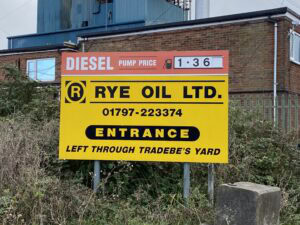 DIESEL PUMP PRICE 1·36
R RYE OIL LTD.
01797-223374
ENTRANCE
LEFT THROUGH TRADEBE'S YARD